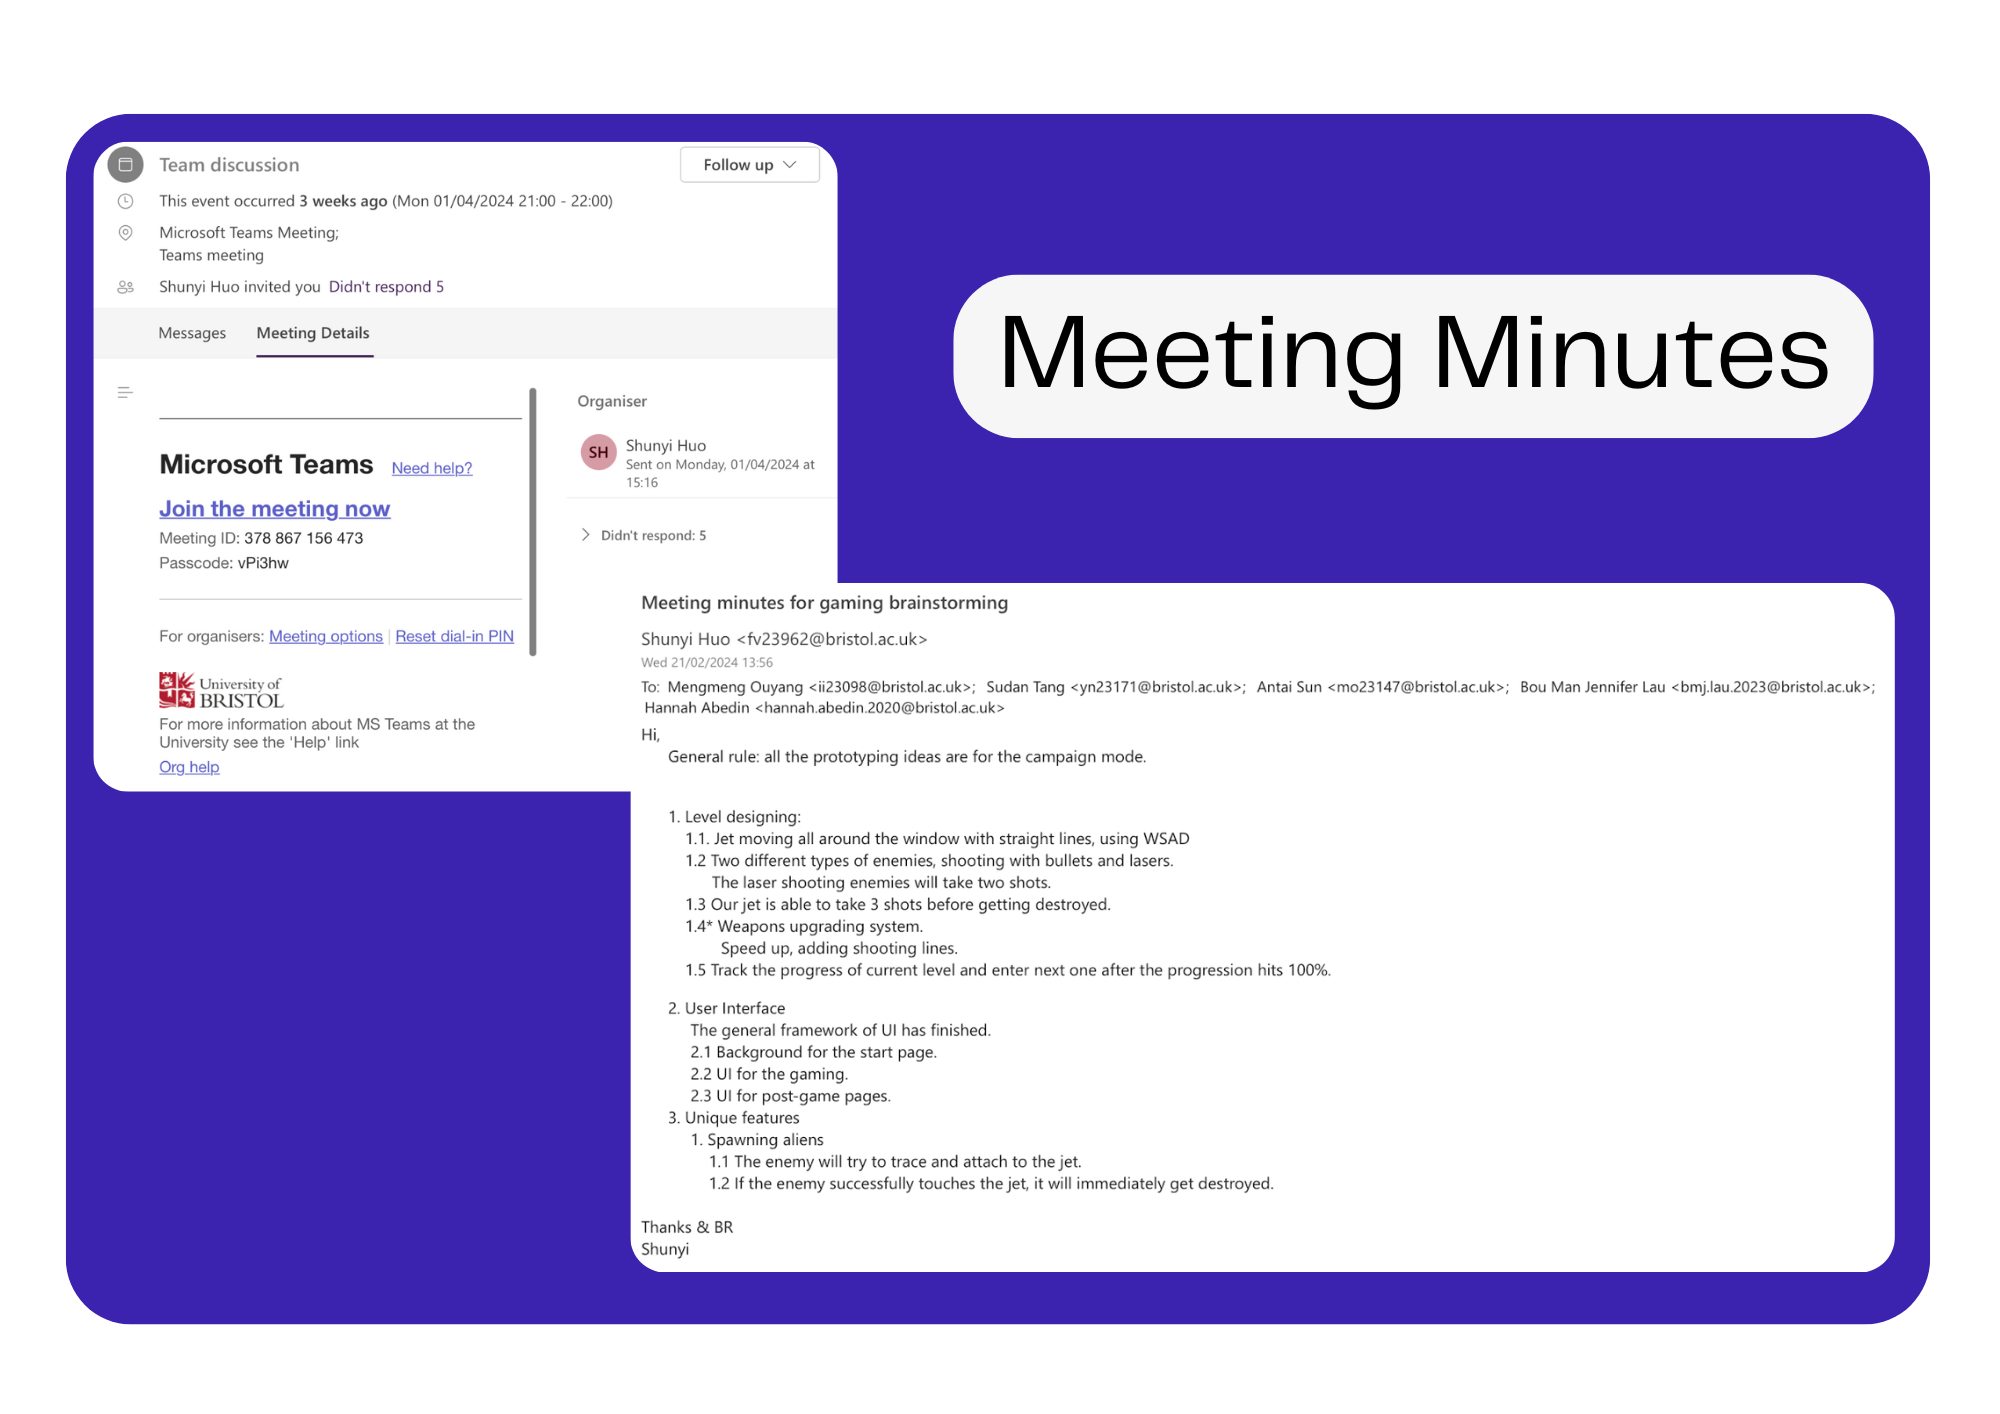 Team discussion
Follow up
This event occurred 3 weeks ago (Mon 01/04/2024 21:00 - 22:00)
Microsoft Teams Meeting;
Teams meeting
Shunyi Huo invited you Didn't respond 5
Messages Meeting Details
Microsoft Teams Need help?
Join the meeting now
Meeting ID: 378 867 156 473
Passcode: vPi3hw
For organisers: Meeting options | Reset dial-in PIN
University of
BRISTOL
For more information about MS Teams at the
University see the 'Help' link
Org help
Organiser
SH
Shunyi Huo
Sent on Monday, 01/04/2024 at
15:16
Didn't respond: 5
Meeting Minutes
Meeting minutes for gaming brainstorming
Shunyi Huo <fv23962@bristol.ac.uk>
Wed 21/02/2024 13:56
To: Mengmeng Ouyang <ii23098@bristol.ac.uk>; Sudan Tang <yn23171@bristol.ac.uk>; Antai Sun <mo23147@bristol.ac.uk>; Bou Man Jennifer Lau <bmj.lau.2023@bristol.ac.uk>;
Hannah Abedin <hannah.abedin.2020@bristol.ac.uk>
Hi,
General rule: all the prototyping ideas are for the campaign mode.
1. Level designing:
1.1. Jet moving all around the window with straight lines, using WSAD
1.2 Two different types of enemies, shooting with bullets and lasers.
The laser shooting enemies will take two shots.
1.3 Our jet is able to take 3 shots before getting destroyed.
1.4* Weapons upgrading system.
Speed up, adding shooting lines.
1.5 Track the progress of current level and enter next one after the progression hits 100%.
2. User Interface
The general framework of UI has finished.
2.1 Background for the start page.
2.2 UI for the gaming.
2.3 UI for post-game pages.
3. Unique features
1. Spawning aliens
1.1 The enemy will try to trace and attach to the jet.
1.2 If the enemy successfully touches the jet, it will immediately get destroyed.
Thanks & BR
Shunyi